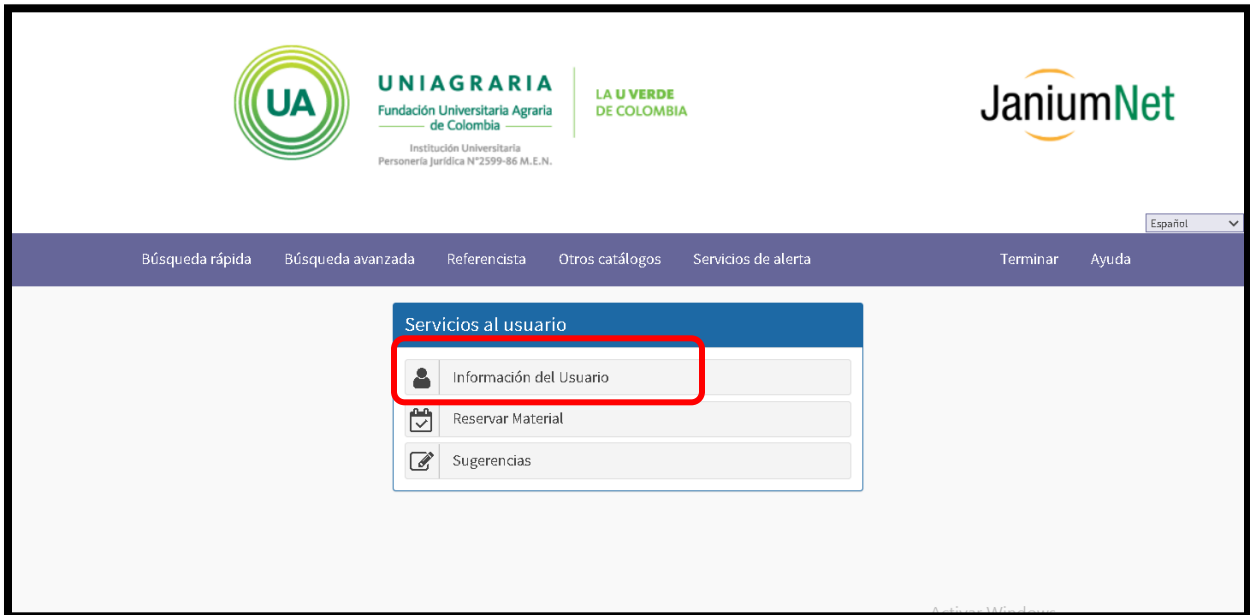 UA
UNIAGRARIA
Fundación Universitaria Agraria
de Colombia
Institución Universitaria
Personería Jurídica N°2599-86 M.E.N.
LA U VERDE
DE COLOMBIA
JaniumNet
Español
Búsqueda rápida Búsqueda avanzada Referencista Otros catálogos Servicios de alerta Terminar Ayuda
Servicios al usuario
Información del Usuario
Reservar Material
Sugerencias
Activar Windows